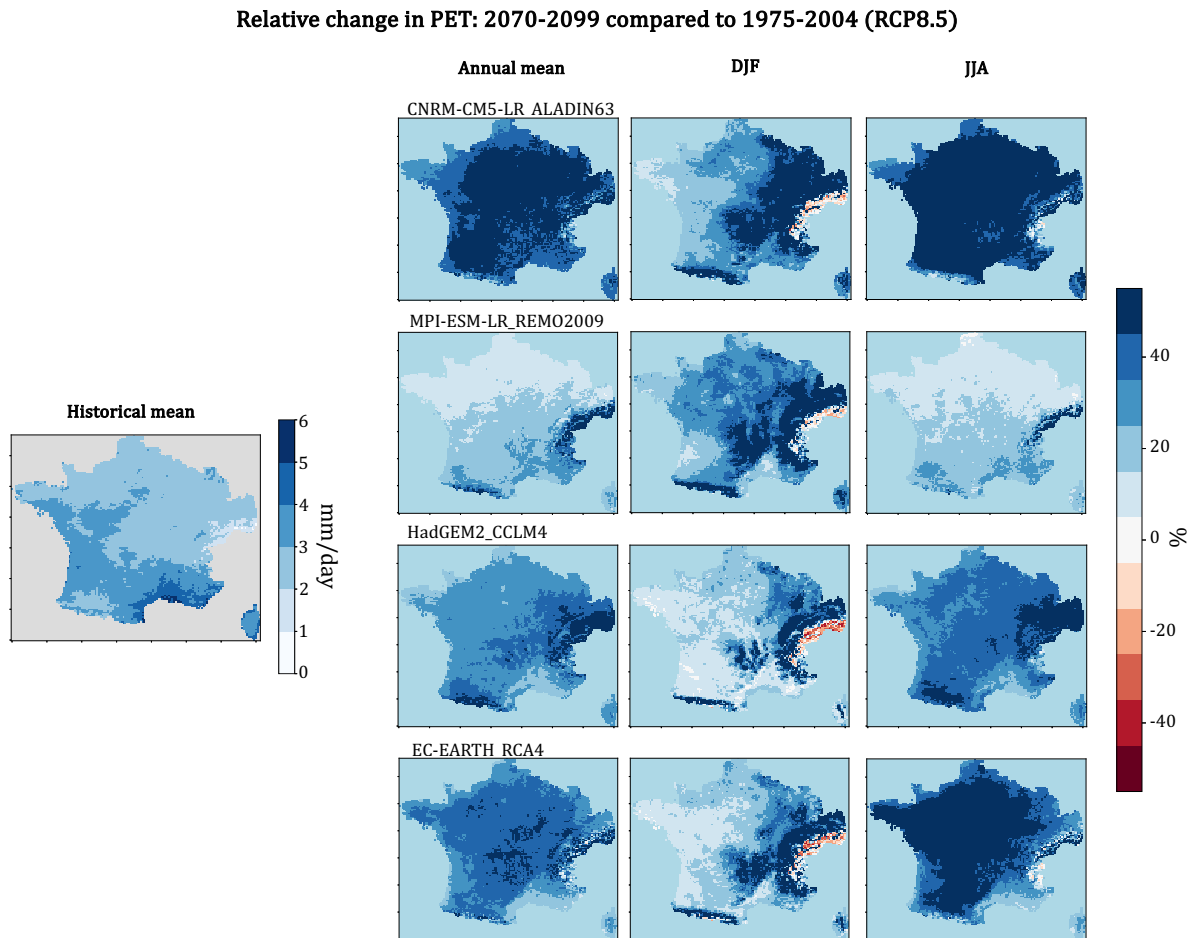 Relative change in PET: 2070-2099 compared to 1975-2004 (RCP8.5)
Annual mean
DJF
JJA
CNRM-CM5-LR_ALADIN63
MPI-ESM-LR_REMO2009
HadGEM2_CCLM4
EC-EARTH_RCA4
Historical mean
6
5
4
3
2
1
0
mm/day
40
20
0
-20
-40
%